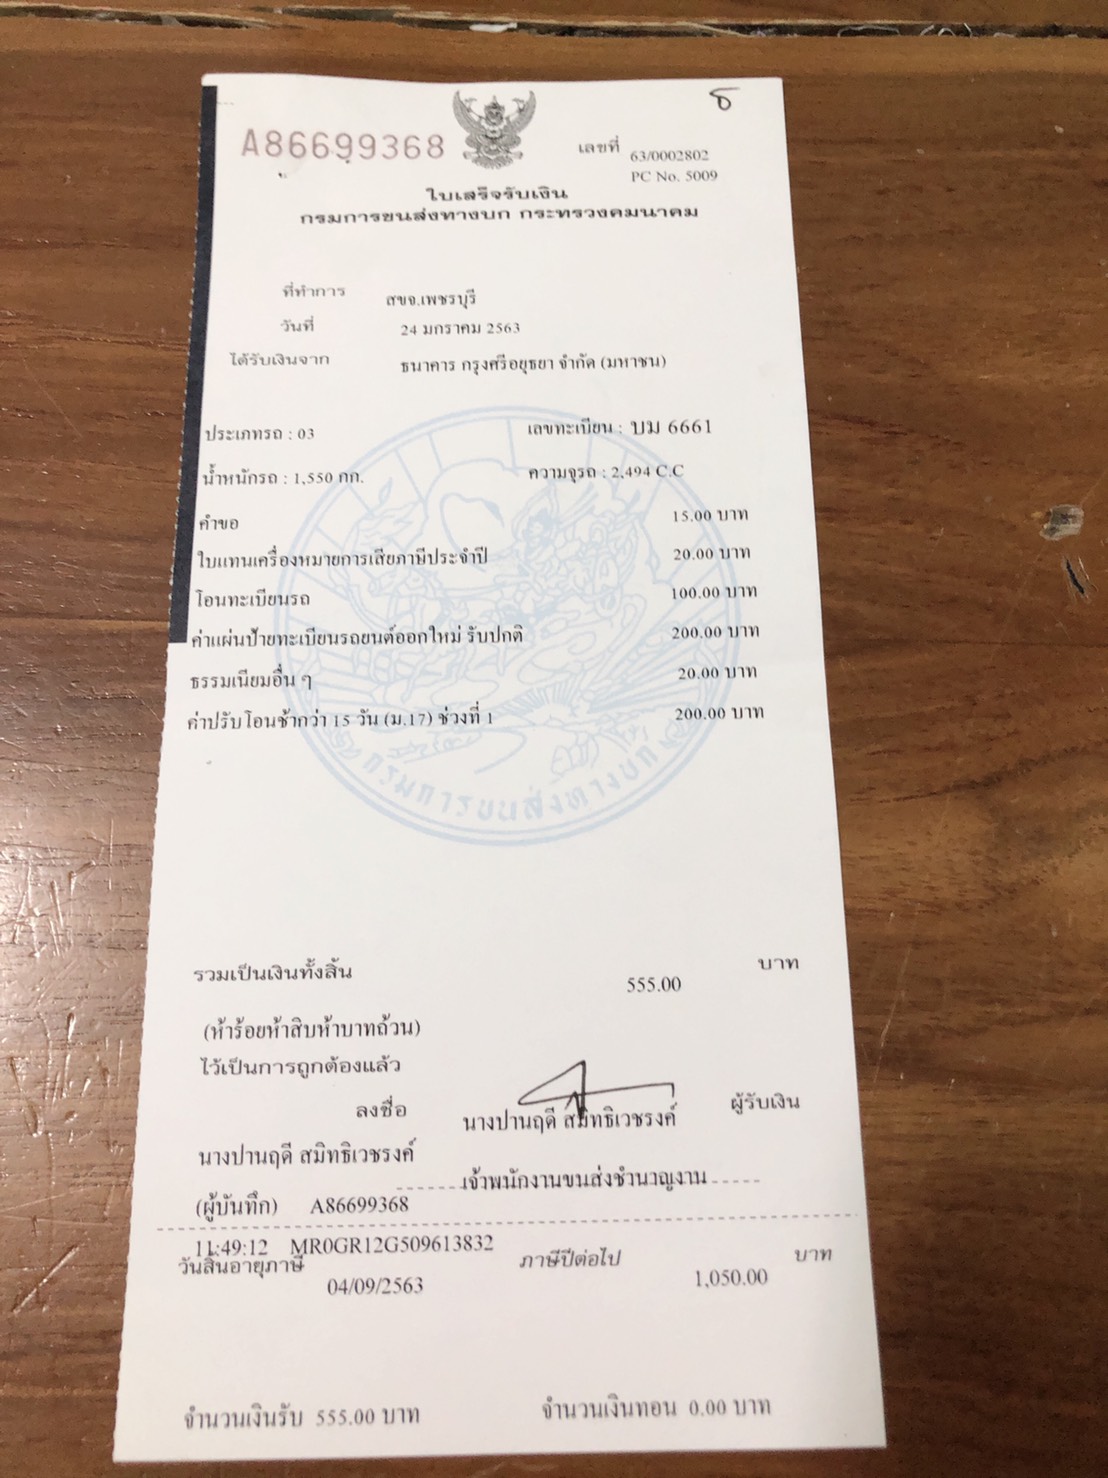 A86699368
เลขที่ 63/0002802
PC No. 5009
ใบเสร็จรับเงิน
กรมการขนส่งทางบก กระทรวงคมนาคม
ที่ทำการ สขจ.เพชรบุรี
วันที่ 24 มกราคม 2563
ได้รับเงินจาก ธนาคาร กรุงศรีอยุธยา จำกัด (มหาชน)
ประเภทรถ : 03 เลขทะเบียน : บม 6661
น้ำหนักรถ : 1,550 กก. ความจุรถ : 2,494 C.C
คำขอ 15.00 บาท
ใบแทนเครื่องหมายการเสียภาษีประจำปี 20.00 บาท
โอนทะเบียนรถ 100.00 บาท
ค่าแผ่นป้ายทะเบียนรถยนต์ออกใหม่ รับปกติ 200.00 บาท
ธรรมเนียมอื่น ๆ 20.00 บาท
ค่าปรับโอนช้ากว่า 15 วัน (ม.17) ช่วงที่ 1 200.00 บาท
กรมการขนส่งทางบก
รวมเป็นเงินทั้งสิ้น 555.00 บาท
(ห้าร้อยห้าสิบห้าบาทถ้วน)
ไว้เป็นการถูกต้องแล้ว
ลงชื่อ นางปานฤดี สมิทธิเวชรงค์ ผู้รับเงิน
นางปานฤดี สมิทธิเวชรงค์
เจ้าพนักงานขนส่งชำนาญงาน
(ผู้บันทึก) A86699368
11:49:12 MR0GR12G509613832
วันสิ้นอายุภาษี 04/09/2563 ภาษีปีต่อไป 1,050.00 บาท
จำนวนเงินรับ 555.00 บาท จำนวนเงินทอน 0.00 บาท